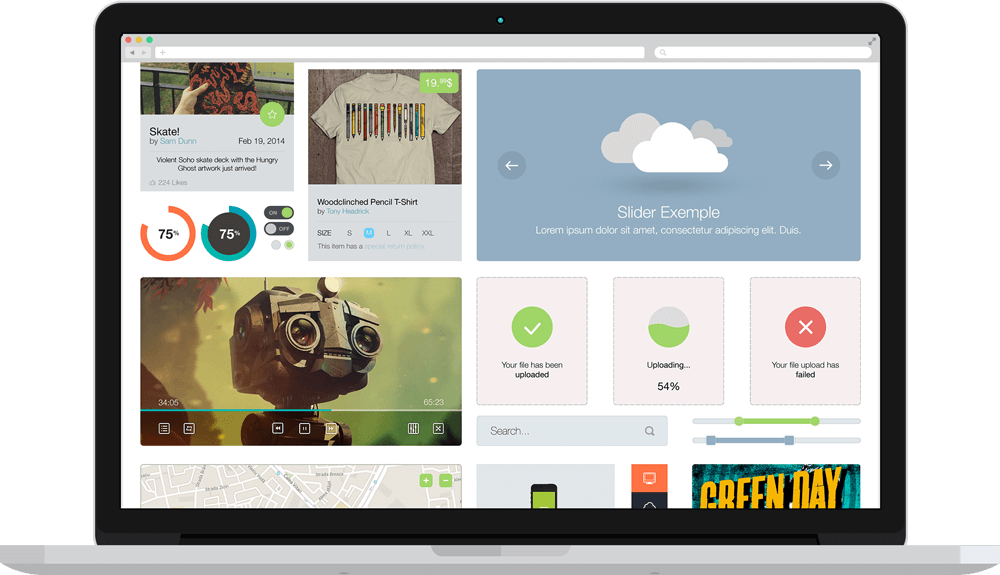 Skate!
by Sam Dunn
Feb 19, 2014
Violent Soho skate deck with the Hungry
Ghost artwork just arrived!
224 Likes
75%
75%
ON
OFF
19.99$
Woodclinched Pencil T-Shirt
by Tony Headrick
SIZE S M L XL XXL
This item has a special return policy
Slider Exemple
Lorem ipsum dolor sit amet, consectetur adipiscing elit. Duis.
34:05
65:23
Your file has been
uploaded
Uploading...
54%
Your file upload has
failed
Search...
Strada Brezoi
GREEN DAY